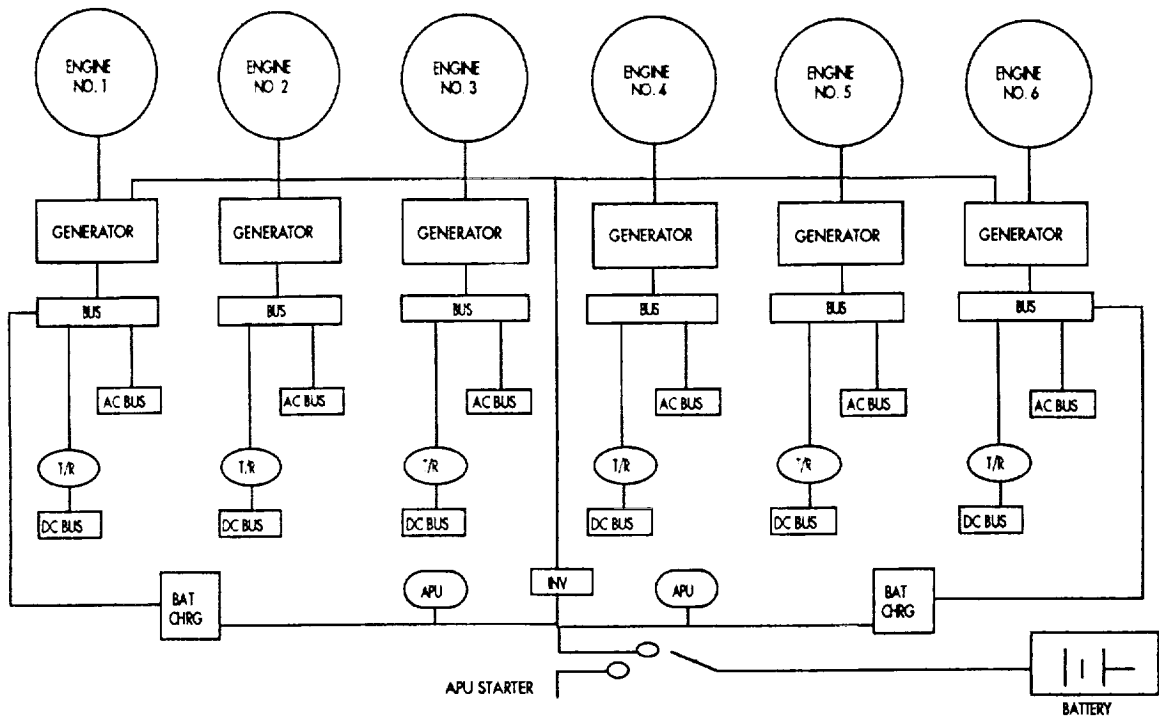 ENGINE
NO. 1
ENGINE
NO. 2
ENGINE
NO. 3
ENGINE
NO. 4
ENGINE
NO. 5
ENGINE
NO. 6
GENERATOR
GENERATOR
GENERATOR
GENERATOR
GENERATOR
GENERATOR
BUS
BUS
BUS
BUS
BUS
BUS
AC BUS
AC BUS
AC BUS
AC BUS
AC BUS
AC BUS
T/R
T/R
T/R
T/R
T/R
T/R
DC BUS
DC BUS
DC BUS
DC BUS
DC BUS
DC BUS
BAT
CHRG
APU
INV
APU
BAT
CHRG
APU STARTER
BATTERY